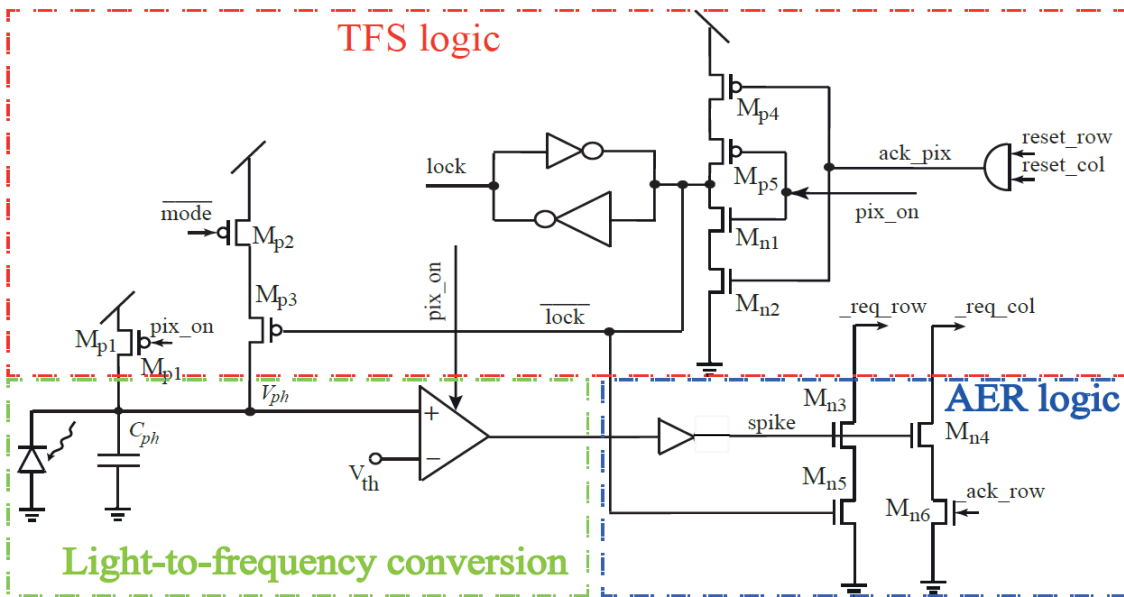 TFS logic
M_p4
reset_row
ack_pix
reset_col
lock
M_p5
pix_on
mode
M_p2
M_n1
pix_on
M_p3
M_n2
lock
_req_row
_req_col
pix_on
M_p1
M_p1
V_ph
M_n3
AER logic
C_ph
+
spike
M_n4
−
V_th
M_n5
_ack_row
M_n6
Light-to-frequency conversion